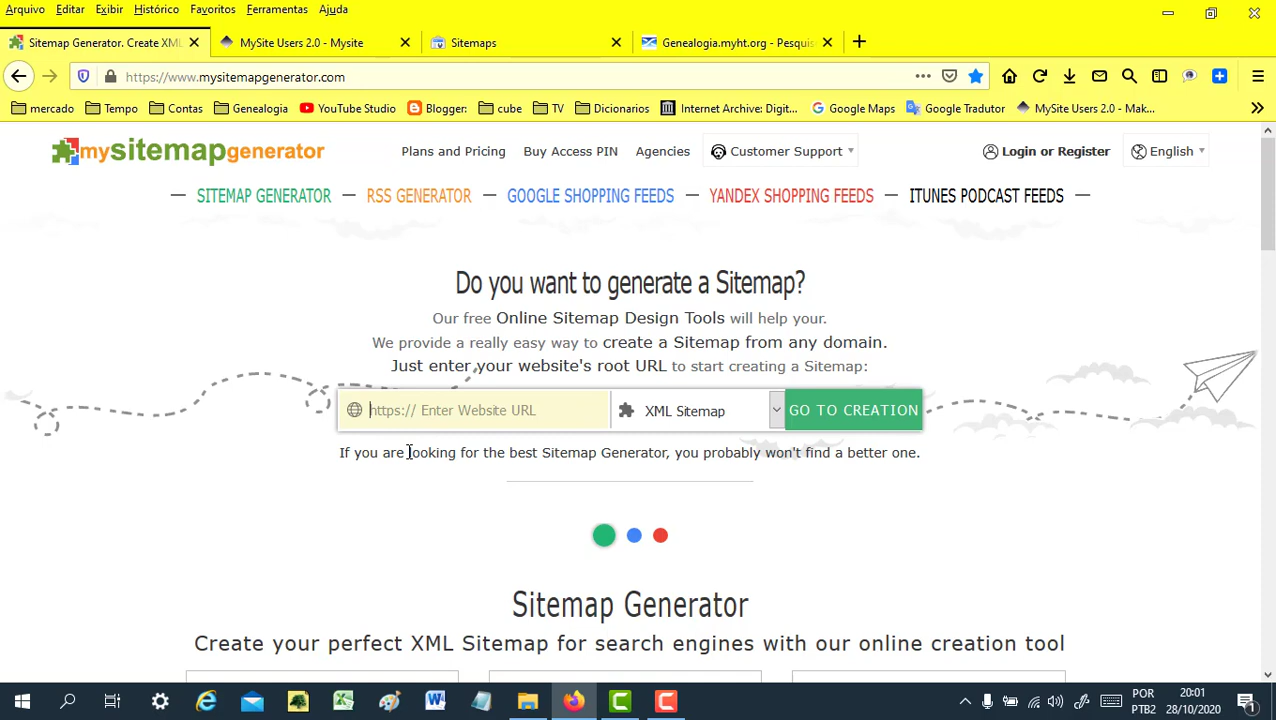 Arquivo Editar Exibir Histórico Favoritos Ferramentas Ajuda
Sitemap Generator. Create XML
MySite Users 2.0 - Mysite
Sitemaps
Genealogia.myht.org - Pesquis
https://www.mysitemapgenerator.com
mercado Tempo Contas Genealogia YouTube Studio Blogger: cube TV Dicionarios Internet Archive: Digit... Google Maps Google Tradutor MySite Users 2.0 - Mak...
mysitemapgenerator Plans and Pricing Buy Access PIN Agencies Customer Support Login or Register English
SITEMAP GENERATOR — RSS GENERATOR — GOOGLE SHOPPING FEEDS — YANDEX SHOPPING FEEDS — ITUNES PODCAST FEEDS
Do you want to generate a Sitemap?
Our free Online Sitemap Design Tools will help your.
We provide a really easy way to create a Sitemap from any domain.
Just enter your website's root URL to start creating a Sitemap:
https:// Enter Website URL XML Sitemap GO TO CREATION
If you are looking for the best Sitemap Generator, you probably won't find a better one.
Sitemap Generator
Create your perfect XML Sitemap for search engines with our online creation tool
POR 20:01
PTB2 28/10/2020 1